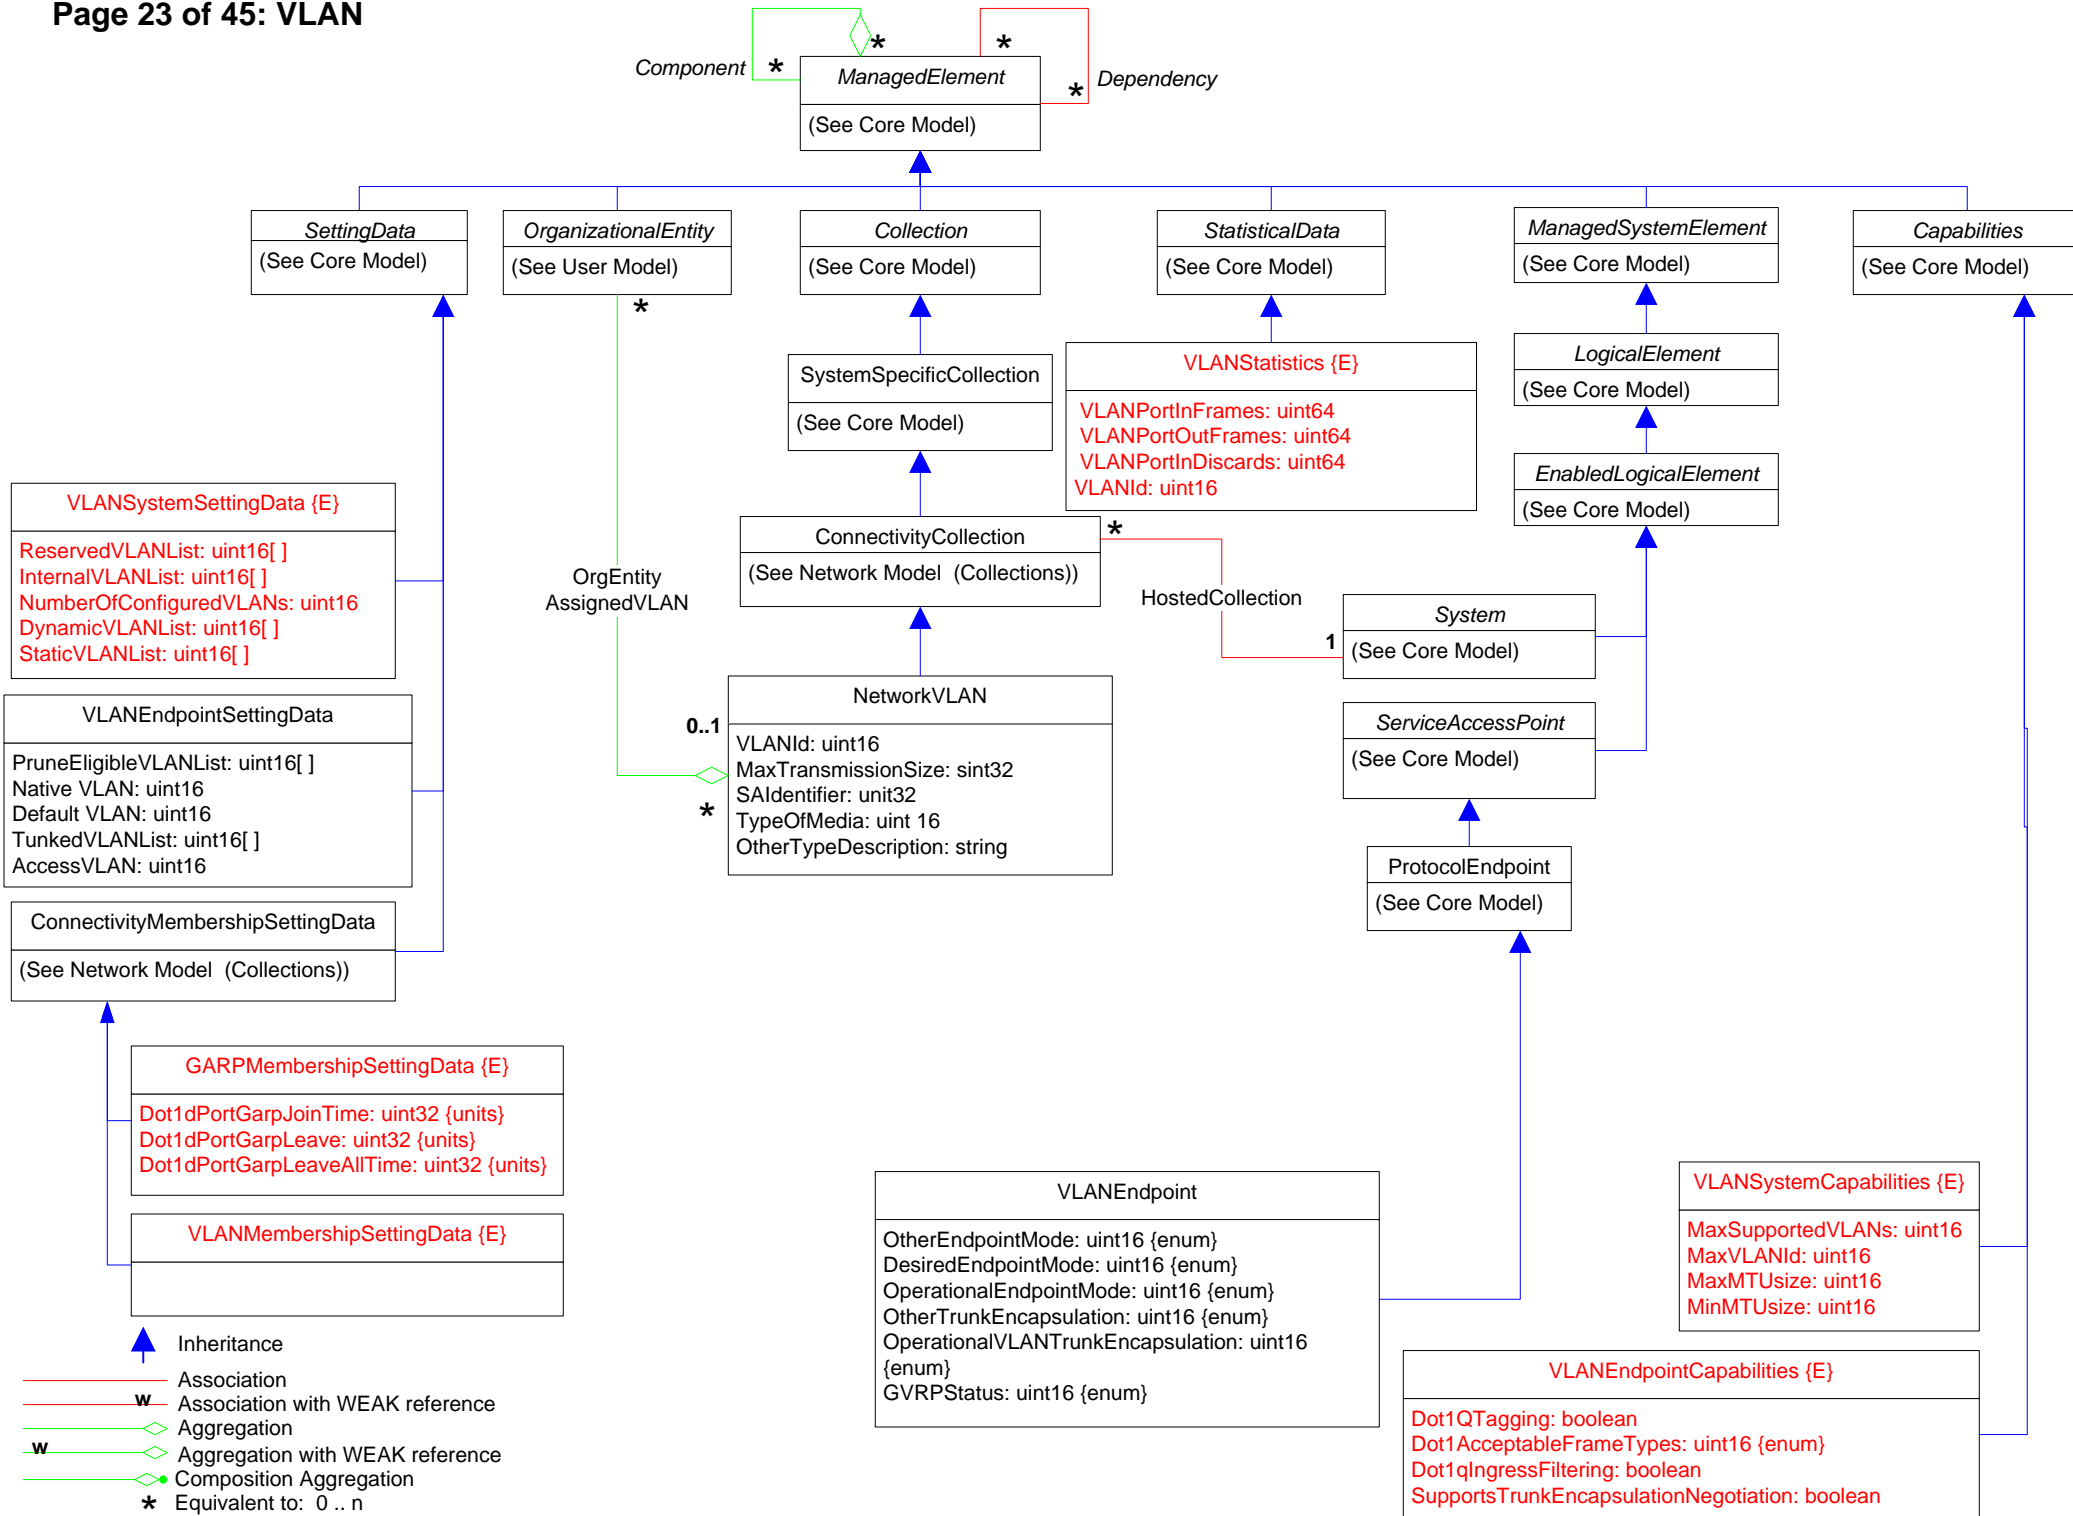 Page 23 of 45: VLAN
Component
*
*
*
*
Dependency
ManagedElement
(See Core Model)
SettingData
(See Core Model)
OrganizationalEntity
(See User Model)
*
Collection
(See Core Model)
StatisticalData
(See Core Model)
ManagedSystemElement
(See Core Model)
Capabilities
(See Core Model)
SystemSpecificCollection
(See Core Model)
VLANStatistics {E}
VLANPortInFrames: uint64
VLANPortOutFrames: uint64
VLANPortInDiscards: uint64
VLANId: uint16
LogicalElement
(See Core Model)
EnabledLogicalElement
(See Core Model)
VLANSystemSettingData {E}
ReservedVLANList: uint16[ ]
InternalVLANList: uint16[ ]
NumberOfConfiguredVLANs: uint16
DynamicVLANList: uint16[ ]
StaticVLANList: uint16[ ]
OrgEntity
AssignedVLAN
ConnectivityCollection
(See Network Model  (Collections))
*
HostedCollection
1
System
(See Core Model)
VLANEndpointSettingData
PruneEligibleVLANList: uint16[ ]
Native VLAN: uint16
Default VLAN: uint16
TunkedVLANList: uint16[ ]
AccessVLAN: uint16
0..1
*
NetworkVLAN
VLANId: uint16
MaxTransmissionSize: sint32
SAIdentifier: unit32
TypeOfMedia: uint 16
OtherTypeDescription: string
ServiceAccessPoint
(See Core Model)
ProtocolEndpoint
(See Core Model)
ConnectivityMembershipSettingData
(See Network Model  (Collections))
GARPMembershipSettingData {E}
Dot1dPortGarpJoinTime: uint32 {units}
Dot1dPortGarpLeave: uint32 {units}
Dot1dPortGarpLeaveAllTime: uint32 {units}
VLANMembershipSettingData {E}
VLANEndpoint
OtherEndpointMode: uint16 {enum}
DesiredEndpointMode: uint16 {enum}
OperationalEndpointMode: uint16 {enum}
OtherTrunkEncapsulation: uint16 {enum}
OperationalVLANTrunkEncapsulation: uint16
{enum}
GVRPStatus: uint16 {enum}
VLANSystemCapabilities {E}
MaxSupportedVLANs: uint16
MaxVLANId: uint16
MaxMTUsize: uint16
MinMTUsize: uint16
VLANEndpointCapabilities {E}
Dot1QTagging: boolean
Dot1AcceptableFrameTypes: uint16 {enum}
Dot1qIngressFiltering: boolean
SupportsTrunkEncapsulationNegotiation: boolean
Inheritance
Association
w Association with WEAK reference
Aggregation
w Aggregation with WEAK reference
Composition Aggregation
* Equivalent to:  0 .. n